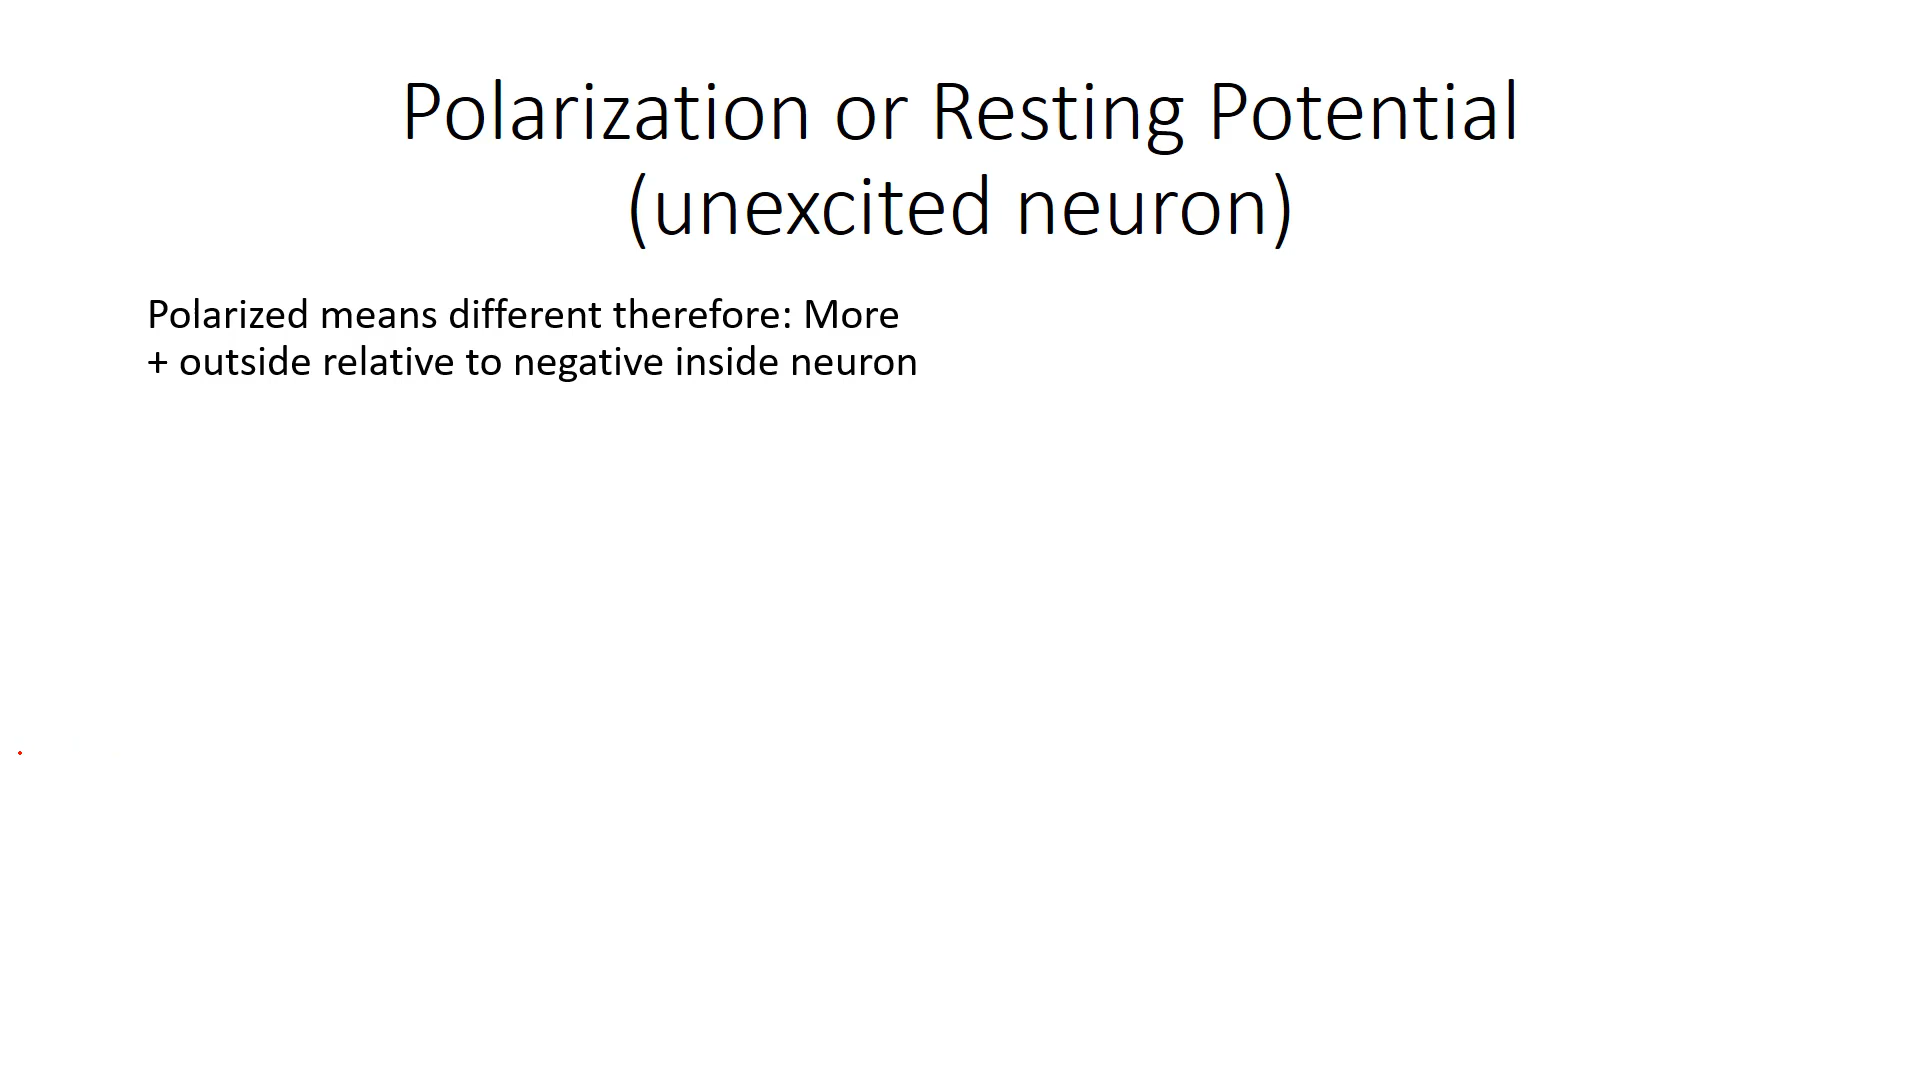 Polarization or Resting Potential
(unexcited neuron)
Polarized means different therefore: More
+ outside relative to negative inside neuron